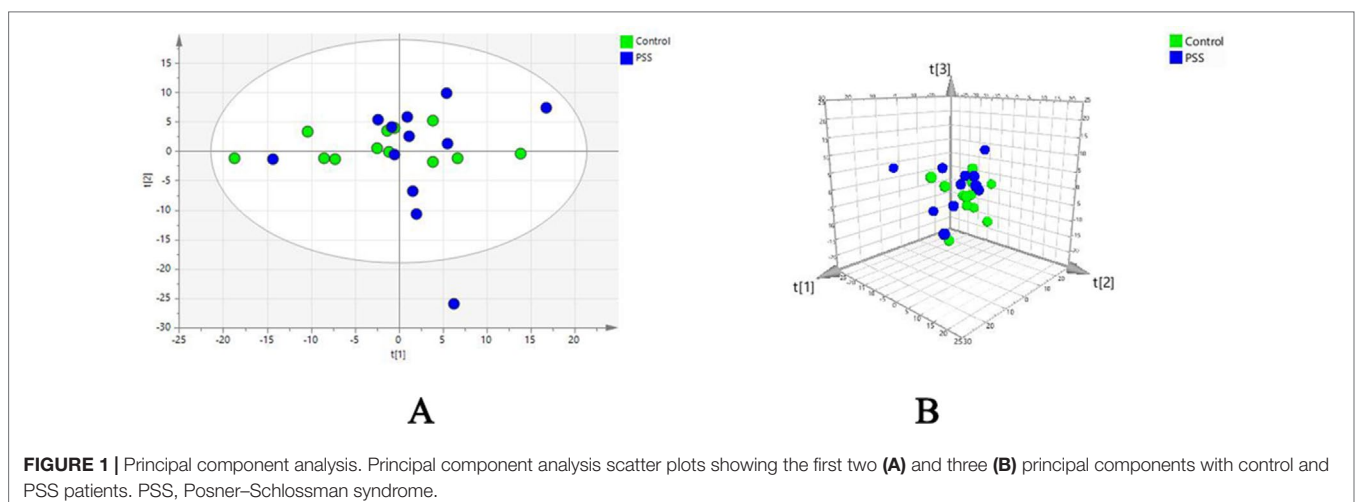 Control
PSS
15
10
5
0
-5
-10
-15
-20
-25
-30
t[2]
-25 -20 -15 -10 -5 0 5 10 15 20
t[1]
A
Control
PSS
t[3]
t[1]
t[2]
B
FIGURE 1 | Principal component analysis. Principal component analysis scatter plots showing the first two (A) and three (B) principal components with control and
PSS patients. PSS, Posner–Schlossman syndrome.